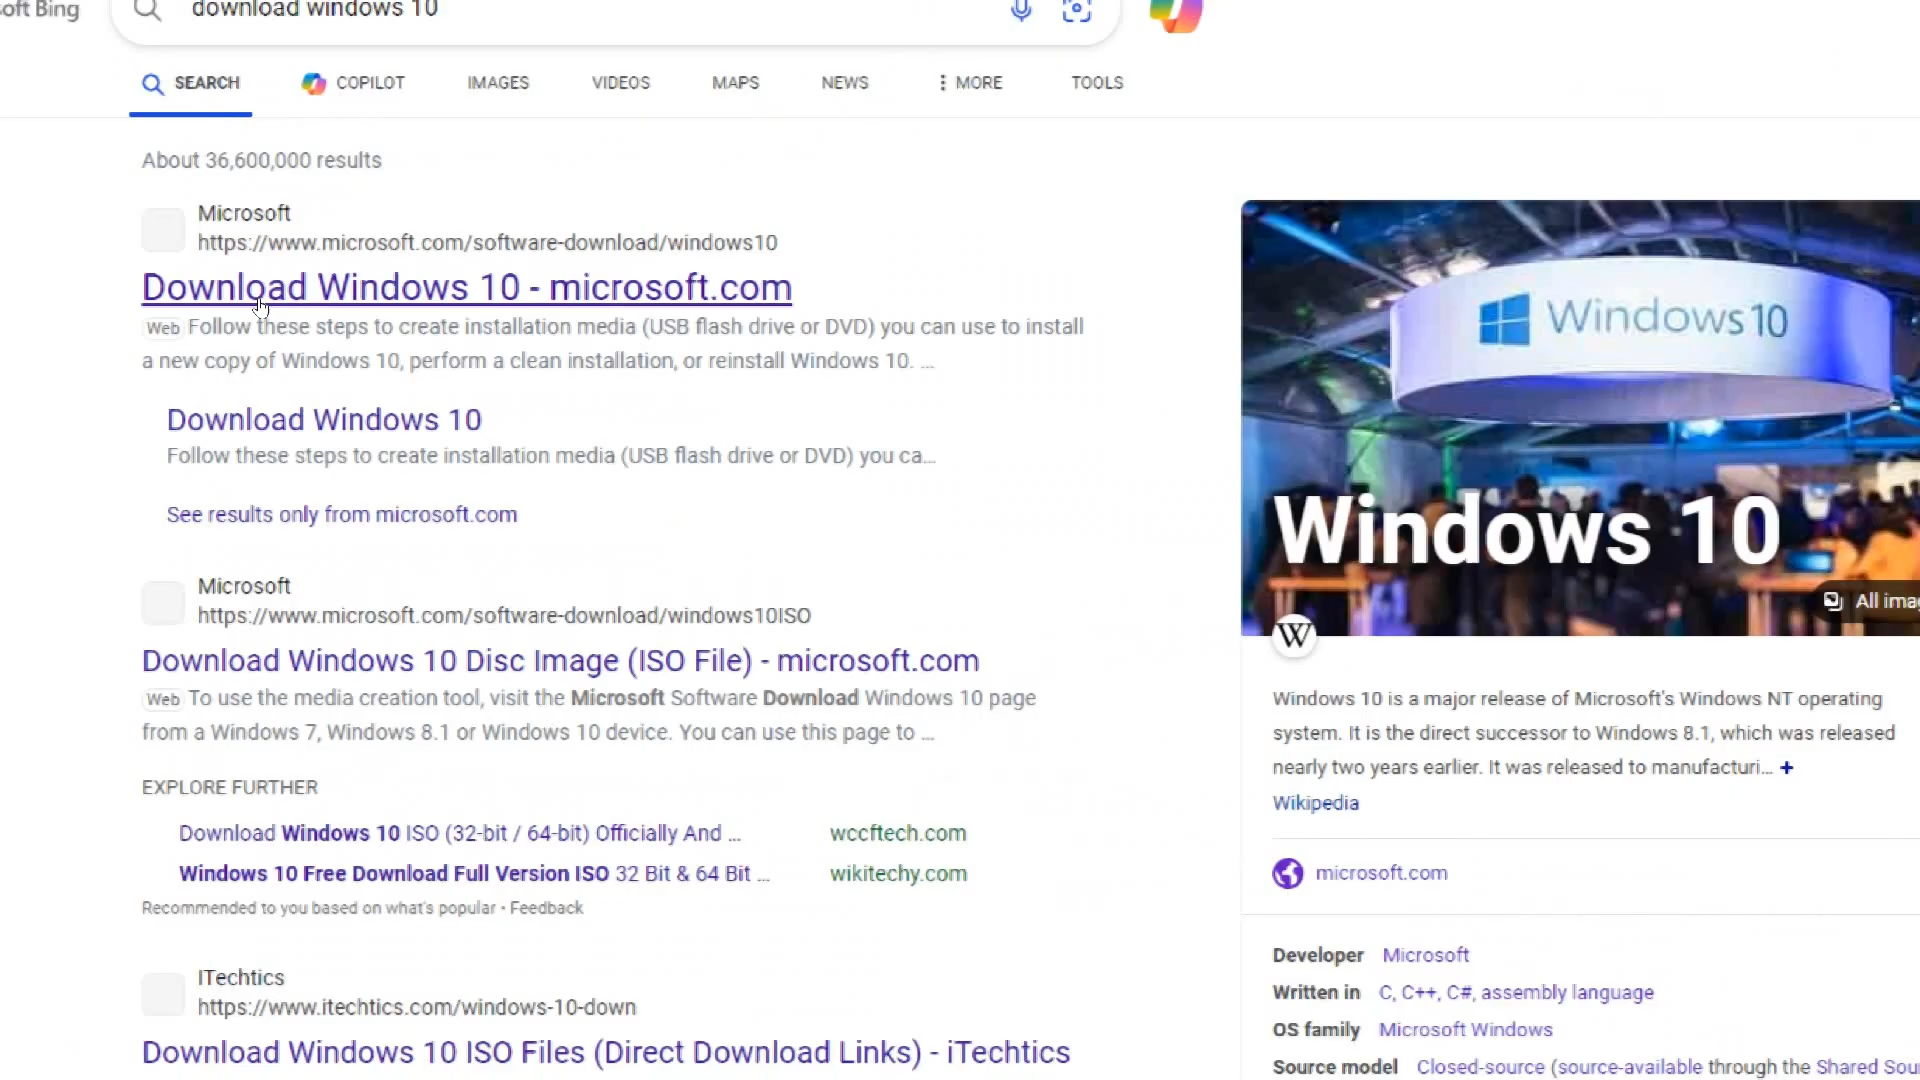 oft Bing
download windows 10
SEARCH
COPILOT
IMAGES
VIDEOS
MAPS
NEWS
MORE
TOOLS
About 36,600,000 results
Microsoft
https://www.microsoft.com/software-download/windows10
Download Windows 10 - microsoft.com
Web Follow these steps to create installation media (USB flash drive or DVD) you can use to install
a new copy of Windows 10, perform a clean installation, or reinstall Windows 10. ...
Download Windows 10
Follow these steps to create installation media (USB flash drive or DVD) you ca...
See results only from microsoft.com
Microsoft
https://www.microsoft.com/software-download/windows10ISO
Download Windows 10 Disc Image (ISO File) - microsoft.com
Web To use the media creation tool, visit the Microsoft Software Download Windows 10 page
from a Windows 7, Windows 8.1 or Windows 10 device. You can use this page to ...
EXPLORE FURTHER
Download Windows 10 ISO (32-bit / 64-bit) Officially And ... wccftech.com
Windows 10 Free Download Full Version ISO 32 Bit & 64 Bit ... wikitechy.com
Recommended to you based on what's popular • Feedback
ITechtics
https://www.itechtics.com/windows-10-down
Download Windows 10 ISO Files (Direct Download Links) - iTechtics
Windows 10
Windows 10
All imag
W
Windows 10 is a major release of Microsoft's Windows NT operating
system. It is the direct successor to Windows 8.1, which was released
nearly two years earlier. It was released to manufacturi... +
Wikipedia
microsoft.com
Developer Microsoft
Written in C, C++, C#, assembly language
OS family Microsoft Windows
Source model Closed-source (source-available through the Shared Sou